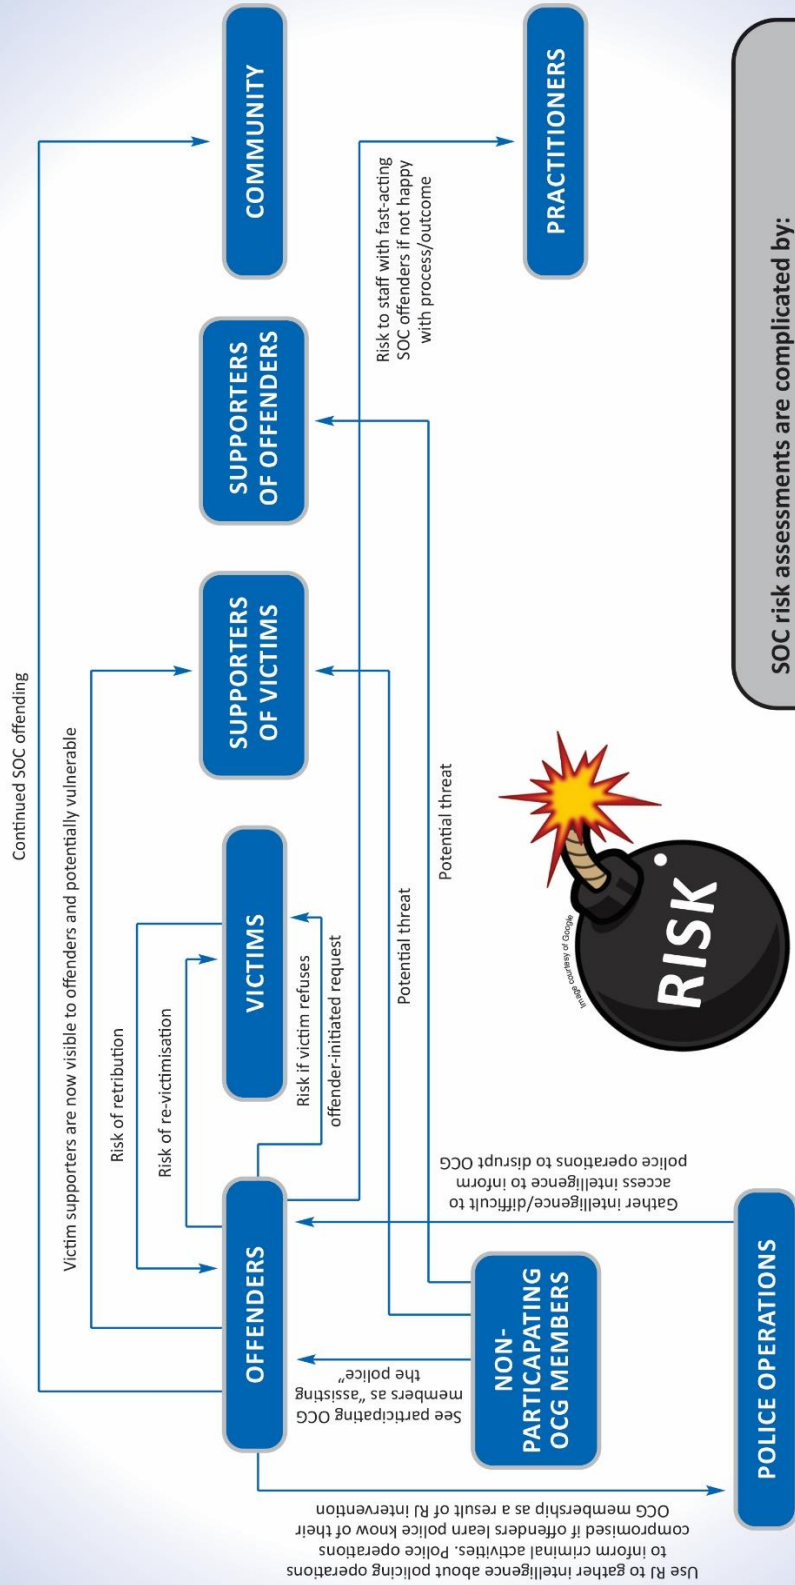 Continued SOC offending
Victim supporters are now visible to offenders and potentially vulnerable
Risk of retribution
Risk of re-victimisation
OFFENDERS
VICTIMS
SUPPORTERS
OF VICTIMS
SUPPORTERS
OF OFFENDERS
COMMUNITY
Risk if victim refuses
offender-initiated request
Risk to staff with fast-acting
SOC offenders if not happy
with process/outcome
Use RJ to gather intelligence about policing operations
to inform criminal activities. Police operations
compromised if offenders learn police know of their
OCG membership as a result of RJ intervention
See participating OCG
members as “assisting
the police”
Gather intelligence/difficult to
access intelligence to inform
police operations to disrupt OCG
Potential threat
Potential threat
NON-
PARTICAPATING
OCG MEMBERS
PRACTITIONERS
Image courtesy of Google
RISK
POLICE OPERATIONS
SOC risk assessments are complicated by: